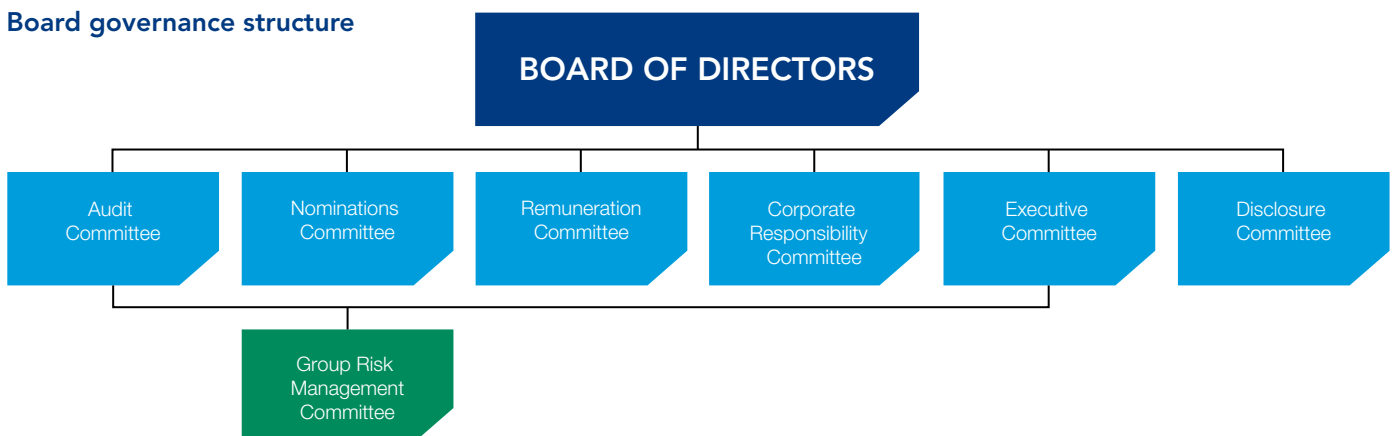 Board governance structure
BOARD OF DIRECTORS
Audit
Committee
Nominations
Committee
Remuneration
Committee
Corporate
Responsibility
Committee
Executive
Committee
Disclosure
Committee
Group Risk
Management
Committee